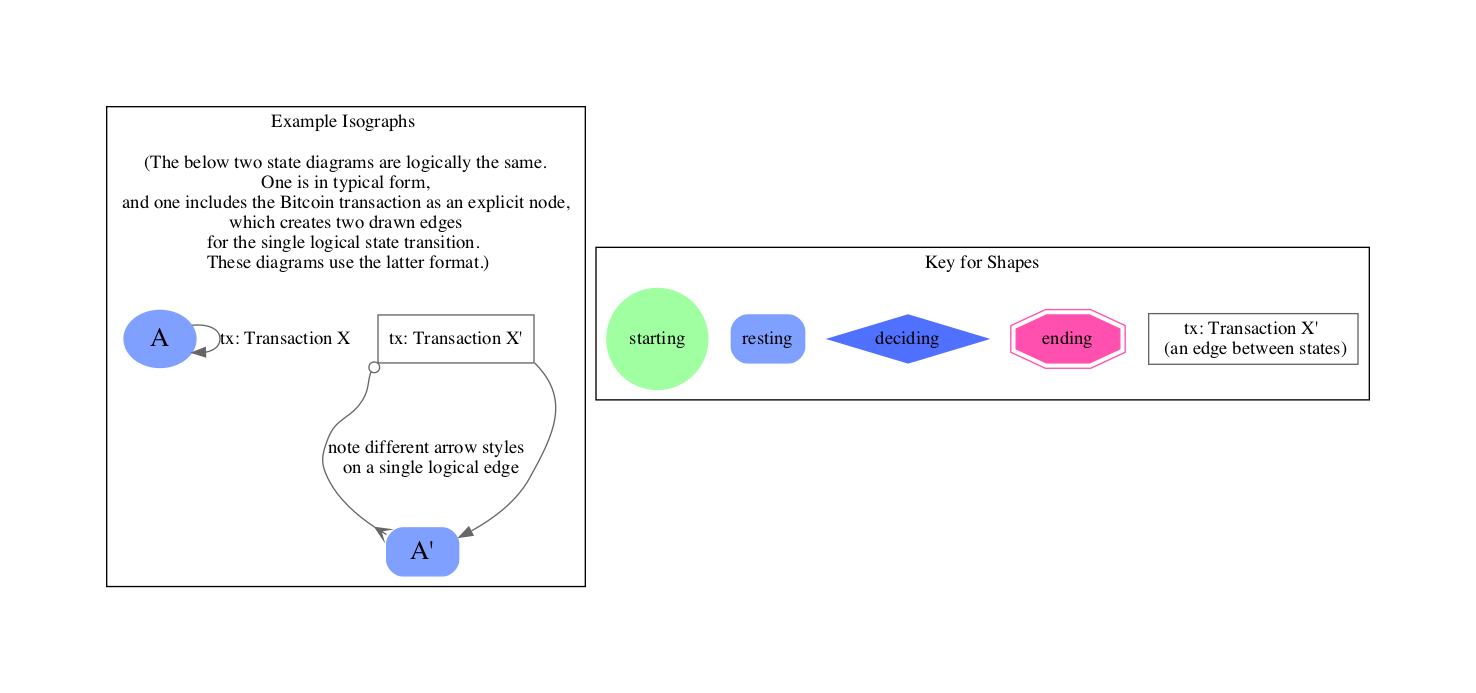 Example Isographs
(The below two state diagrams are logically the same.
One is in typical form,
and one includes the Bitcoin transaction as an explicit node,
which creates two drawn edges
for the single logical state transition.
These diagrams use the latter format.)
A
tx: Transaction X
tx: Transaction X'
note different arrow styles
on a single logical edge
A'
Key for Shapes
starting
resting
deciding
ending
tx: Transaction X'
(an edge between states)